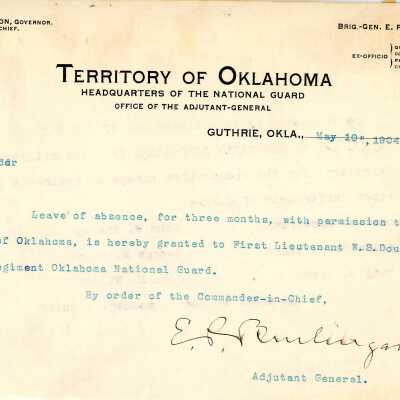 ON, GOVERNOR.
CHIEF.
BRIG.-GEN. E. P
EX-OFFICIO
TERRITORY OF OKLAHOMA
HEADQUARTERS OF THE NATIONAL GUARD
OFFICE OF THE ADJUTANT-GENERAL
GUTHRIE, OKLA., May 10", 1904
der
Leave of absence, for three months, with permission t
of Oklahoma, is hereby granted to First Lieutenant W.S.Dou
egiment Oklahoma National Guard.
By order of the Commander-in-Chief.
Adjutant General.